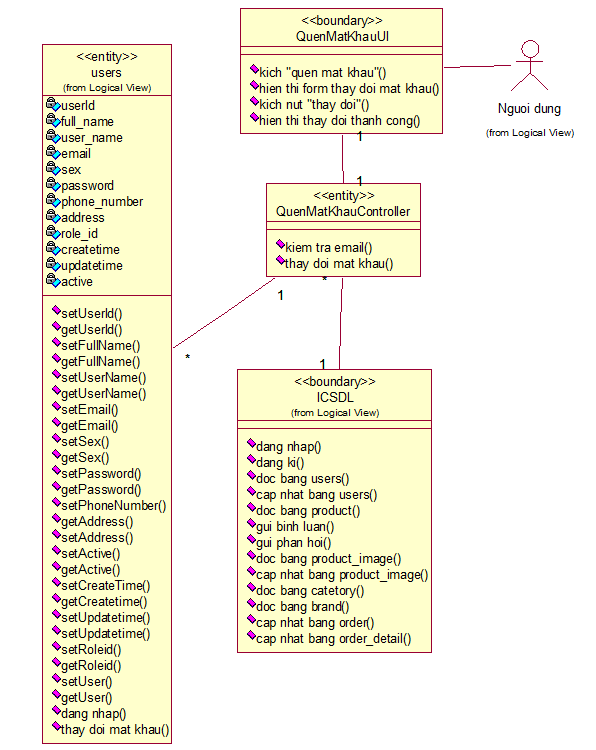 <<boundary>>
QuenMatKhauUI
kich "quen mat khau"()
hien thi form thay doi mat khau()
kich nut "thay doi"()
hien thi thay doi thanh cong()
Nguoi dung
(from Logical View)
<<entity>>
users
(from Logical View)
userId
full_name
user_name
email
sex
password
phone_number
address
role_id
createtime
updatetime
active
setUserId()
getUserId()
setFullName()
getFullName()
setUserName()
getUserName()
setEmail()
getEmail()
setSex()
getSex()
setPassword()
getPassword()
setPhoneNumber()
getAddress()
setAddress()
setActive()
getActive()
setCreateTime()
getCreatetime()
setUpdatetime()
setUpdatetime()
setRoleid()
getRoleid()
setUser()
getUser()
dang nhap()
thay doi mat khau()
1
1
<<entity>>
QuenMatKhauController
kiem tra email()
thay doi mat khau()
1
*
*
1
<<boundary>>
ICSDL
(from Logical View)
dang nhap()
dang ki()
doc bang users()
cap nhat bang users()
doc bang product()
gui binh luan()
gui phan hoi()
doc bang product_image()
cap nhat bang product_image()
doc bang catetory()
doc bang brand()
cap nhat bang order()
cap nhat bang order_detail()